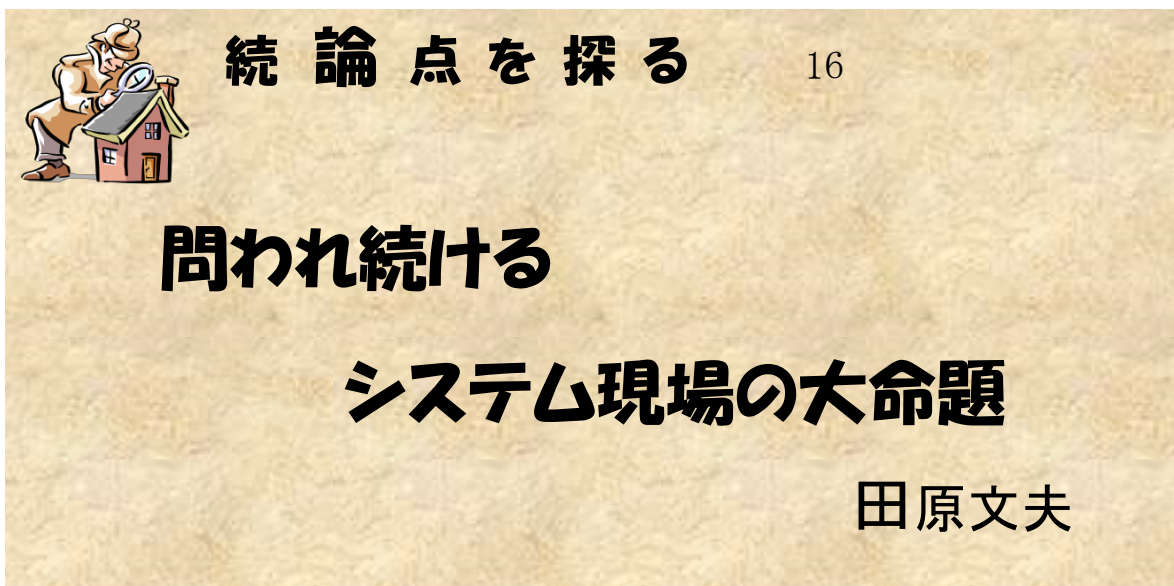 続 論 点 を 探 る 16
問われ続ける
システム現場の大命題
田原文夫